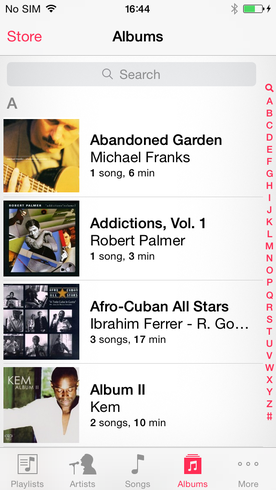 No SIM 16:44
Store Albums
Search
A
Abandoned Garden
Michael Franks
1 song, 6 min
ROBERT PALMER
Addictions, Vol. 1
Robert Palmer
1 song, 3 min
Afro-Cuban All Stars
Ibrahim Ferrer - R. Go…
3 songs, 17 min
KEM ALBUM II
Album II
Kem
2 songs, 10 min
A
B
C
D
E
F
G
H
I
J
K
L
M
N
O
P
Q
R
S
T
U
V
W
X
Y
Z
#
Playlists Artists Songs Albums More